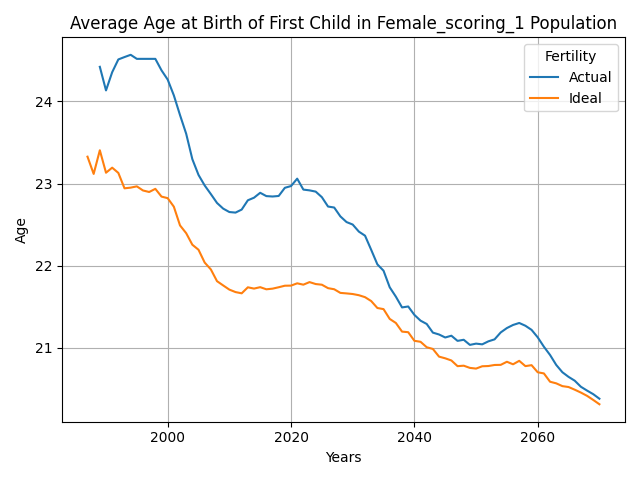 Average Age at Birth of First Child in Female_scoring_1 Population
Fertility
Actual
Ideal
24
23
22
21
Age
2000
2020
2040
2060
Years